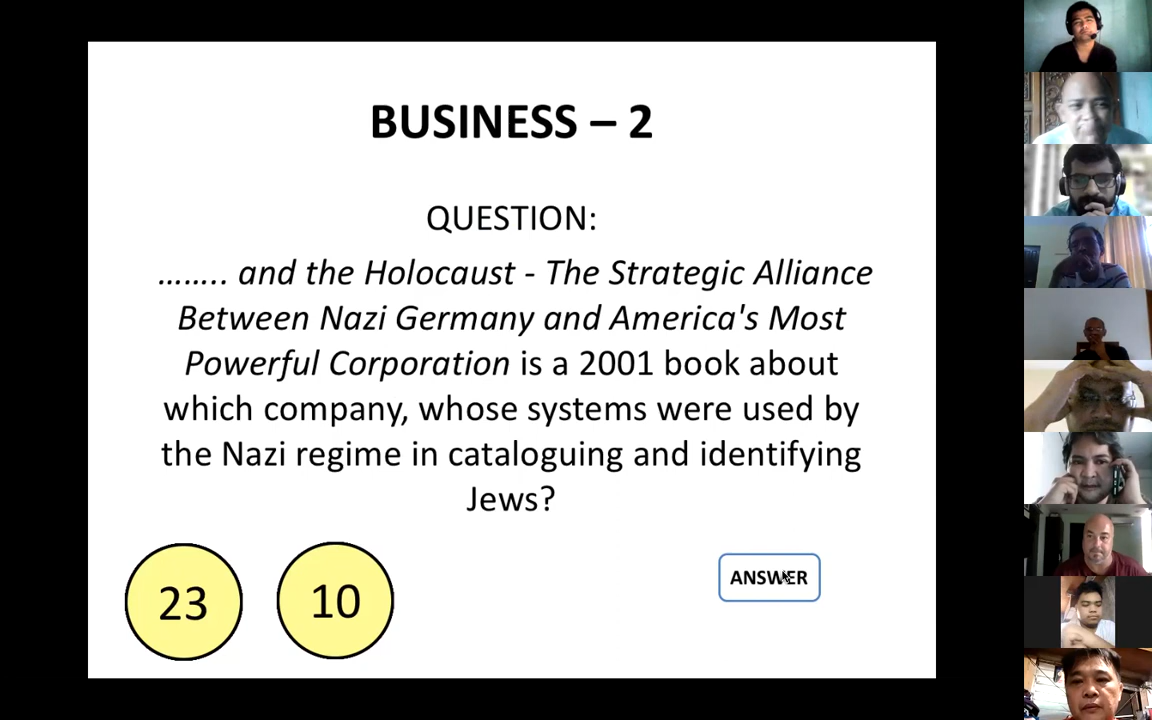 BUSINESS – 2
QUESTION:
…..... and the Holocaust - The Strategic Alliance
Between Nazi Germany and America's Most
Powerful Corporation is a 2001 book about
which company, whose systems were used by
the Nazi regime in cataloguing and identifying
Jews?
23
10
ANSWER